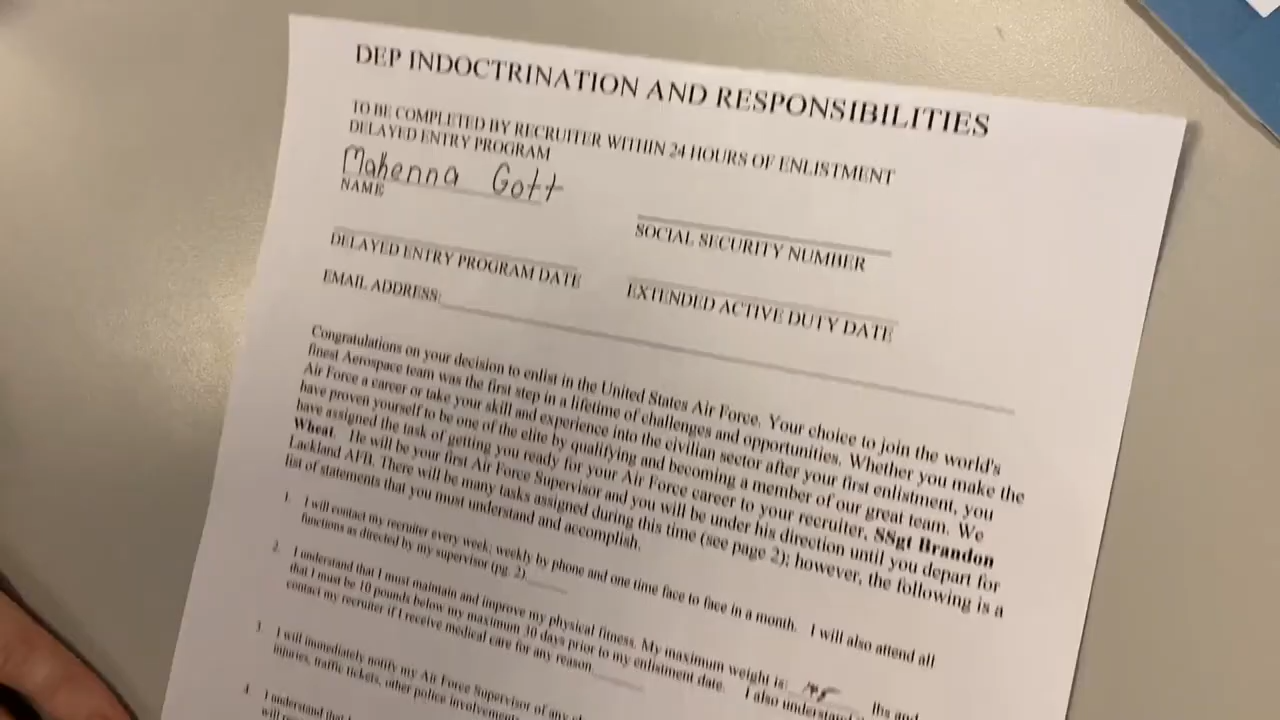 DEP INDOCTRINATION AND RESPONSIBILITIES
TO BE COMPLETED BY RECRUITER WITHIN 24 HOURS OF ENLISTMENT
DELAYED ENTRY PROGRAM
Makenna Gott
NAME
SOCIAL SECURITY NUMBER
DELAYED ENTRY PROGRAM DATE
EXTENDED ACTIVE DUTY DATE
EMAIL ADDRESS:
Congratulations on your decision to enlist in the United States Air Force. Your choice to join the world's
finest Aerospace team was the first step in a lifetime of challenges and opportunities. Whether you make the
Air Force a career or take your skill and experience into the civilian sector after your first enlistment, you
have proven yourself to be one of the elite by qualifying and becoming a member of our great team. We
have assigned the task of getting you ready for your Air Force career to your recruiter, SSgt Brandon
Wheat. He will be your first Air Force Supervisor and you will be under his direction until you depart for
Lackland AFB. There will be many tasks assigned during this time (see page 2); however, the following is a
list of statements that you must understand and accomplish.
1. I will contact my recruiter every week; weekly by phone and one time face to face in a month. I will also attend all
functions as directed by my supervisor (pg. 2)
2. I understand that I must maintain and improve my physical fitness. My maximum weight is: lbs and
that I must be 10 pounds below my maximum 30 days prior to my enlistment date. I also understand
contact my recruiter if I receive medical care for any reason.
3. I will immediately notify my Air Force Supervisor of any
injuries, traffic tickets, other police involvements
4. I understand that